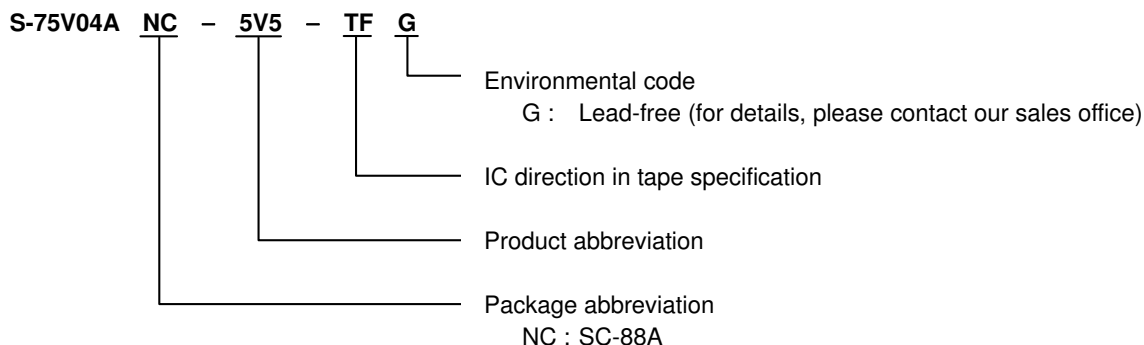 S-75V04A NC – 5V5 – TF G
Environmental code
G : Lead-free (for details, please contact our sales office)
IC direction in tape specification
Product abbreviation
Package abbreviation
NC : SC-88A